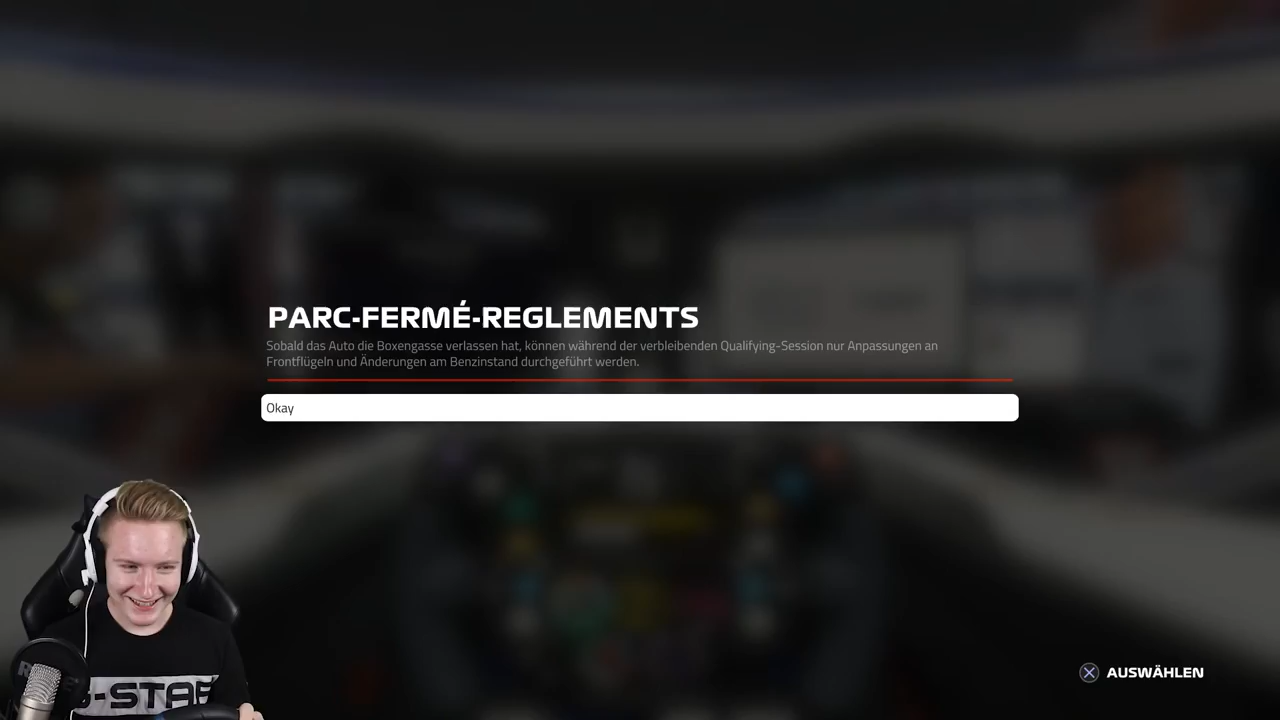 PARC-FERMÉ-REGLEMENTS
Sobald das Auto die Boxengasse verlassen hat, können während der verbleibenden Qualifying-Session nur Anpassungen an
Frontflügeln und Änderungen am Benzinstand durchgeführt werden.
Okay
AUSWÄHLEN